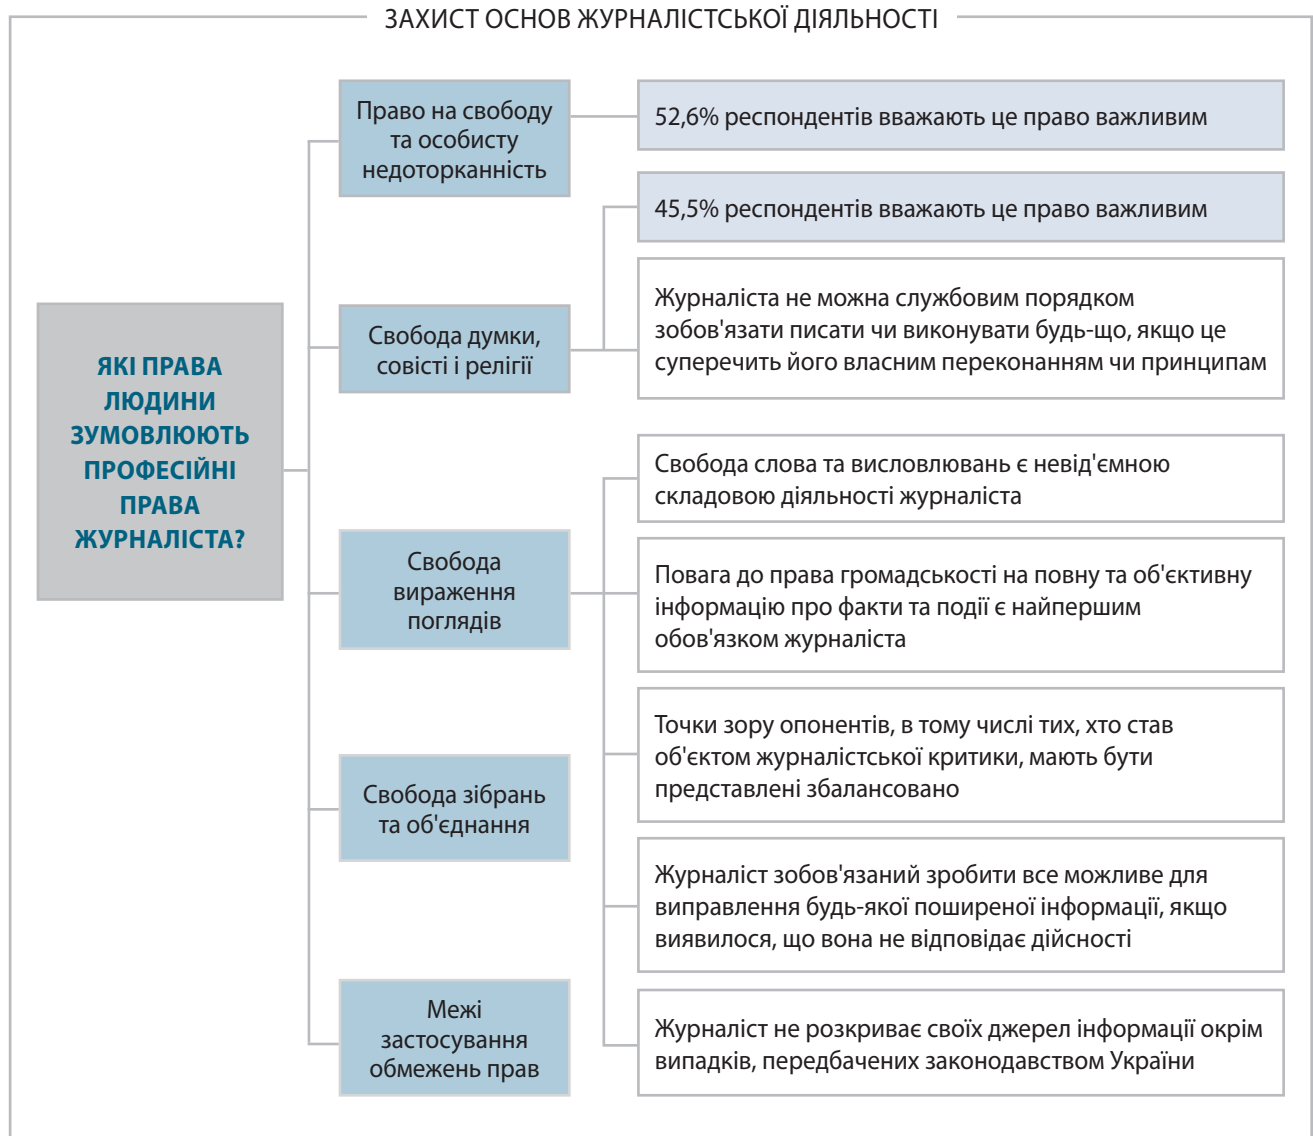 ЗАХИСТ ОСНОВ ЖУРНАЛІСТСЬКОЇ ДІЯЛЬНОСТІ
ЯКІ ПРАВА
ЛЮДИНИ
ЗУМОВЛЮЮТЬ
ПРОФЕСІЙНІ
ПРАВА
ЖУРНАЛІСТА?
Право на свободу
та особисту
недоторканність
52,6% респондентів вважають це право важливим
Свобода думки,
совісті і релігії
45,5% респондентів вважають це право важливим
Журналіста не можна службовим порядком
зобов'язати писати чи виконувати будь-що, якщо це
суперечить його власним переконанням чи принципам
Свобода
вираження
поглядів
Свобода слова та висловлювань є невід'ємною
складовою діяльності журналіста
Повага до права громадськості на повну та об'єктивну
інформацію про факти та події є найпершим
обов'язком журналіста
Точки зору опонентів, в тому числі тих, хто став
об'єктом журналістської критики, мають бути
представлені збалансовано
Журналіст зобов'язаний зробити все можливе для
виправлення будь-якої поширеної інформації, якщо
виявилося, що вона не відповідає дійсності
Журналіст не розкриває своїх джерел інформації окрім
випадків, передбачених законодавством України
Свобода зібрань
та об'єднання
Межі
застосування
обмежень прав